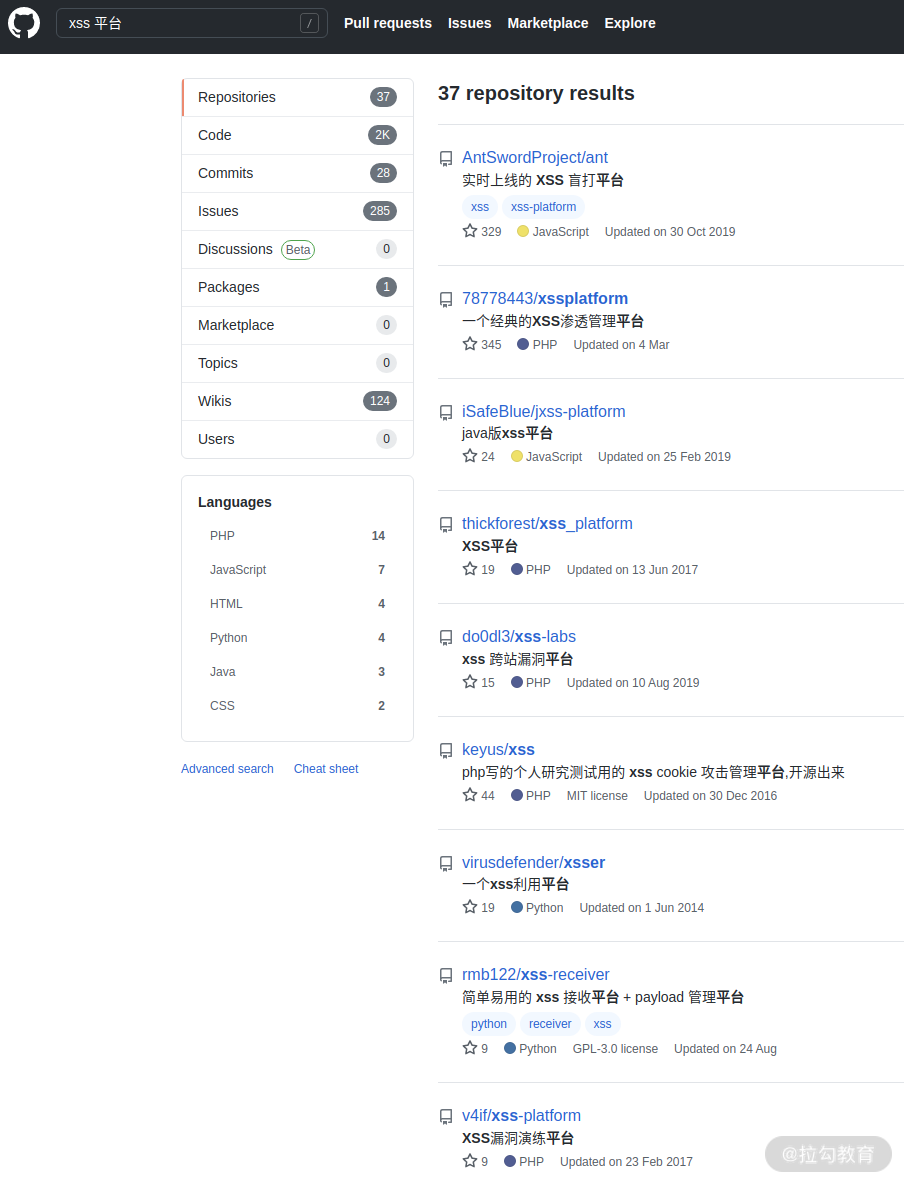 xss 平台 / Pull requests Issues Marketplace Explore
Repositories 37
Code 2K
Commits 28
Issues 285
Discussions Beta 0
Packages 1
Marketplace 0
Topics 0
Wikis 124
Users 0
Languages
PHP 14
JavaScript 7
HTML 4
Python 4
Java 3
CSS 2
Advanced search Cheat sheet
37 repository results
AntSwordProject/ant
实时上线的 XSS 盲打平台
xss xss-platform
329 JavaScript Updated on 30 Oct 2019
78778443/xssplatform
一个经典的XSS渗透管理平台
345 PHP Updated on 4 Mar
iSafeBlue/jxss-platform
java版xss平台
24 JavaScript Updated on 25 Feb 2019
thickforest/xss_platform
XSS平台
19 PHP Updated on 13 Jun 2017
do0dl3/xss-labs
xss 跨站漏洞平台
15 PHP Updated on 10 Aug 2019
keyus/xss
php写的个人研究测试用的 xss cookie 攻击管理平台,开源出来
44 PHP MIT license Updated on 30 Dec 2016
virusdefender/xsser
一个xss利用平台
19 Python Updated on 1 Jun 2014
rmb122/xss-receiver
简单易用的 xss 接收平台 + payload 管理平台
python receiver xss
9 Python GPL-3.0 license Updated on 24 Aug
v4if/xss-platform
XSS漏洞演练平台
9 PHP Updated on 23 Feb 2017
@拉勾教育